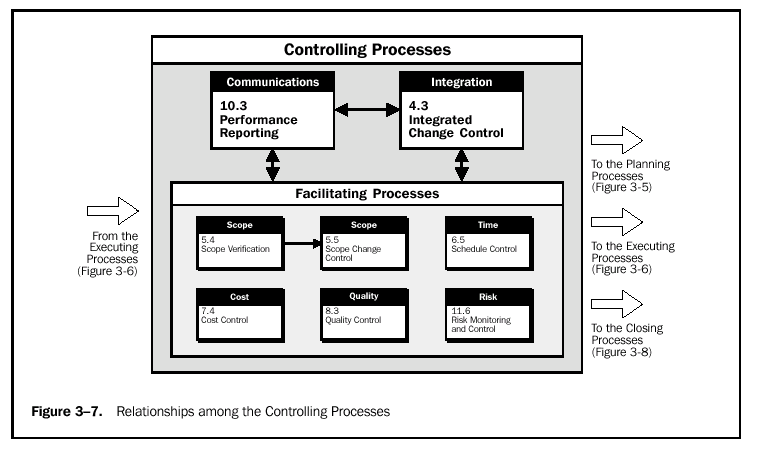 Controlling Processes
Communications
10.3
Performance
Reporting
Integration
4.3
Integrated
Change Control
Facilitating Processes
Scope
5.4
Scope Verification
Scope
5.5
Scope Change
Control
Time
6.5
Schedule Control
Cost
7.4
Cost Control
Quality
8.3
Quality Control
Risk
11.6
Risk Monitoring
and Control
From the
Executing
Processes
(Figure 3-6)
To the Planning
Processes
(Figure 3-5)
To the Executing
Processes
(Figure 3-6)
To the Closing
Processes
(Figure 3-8)
Figure 3–7. Relationships among the Controlling Processes